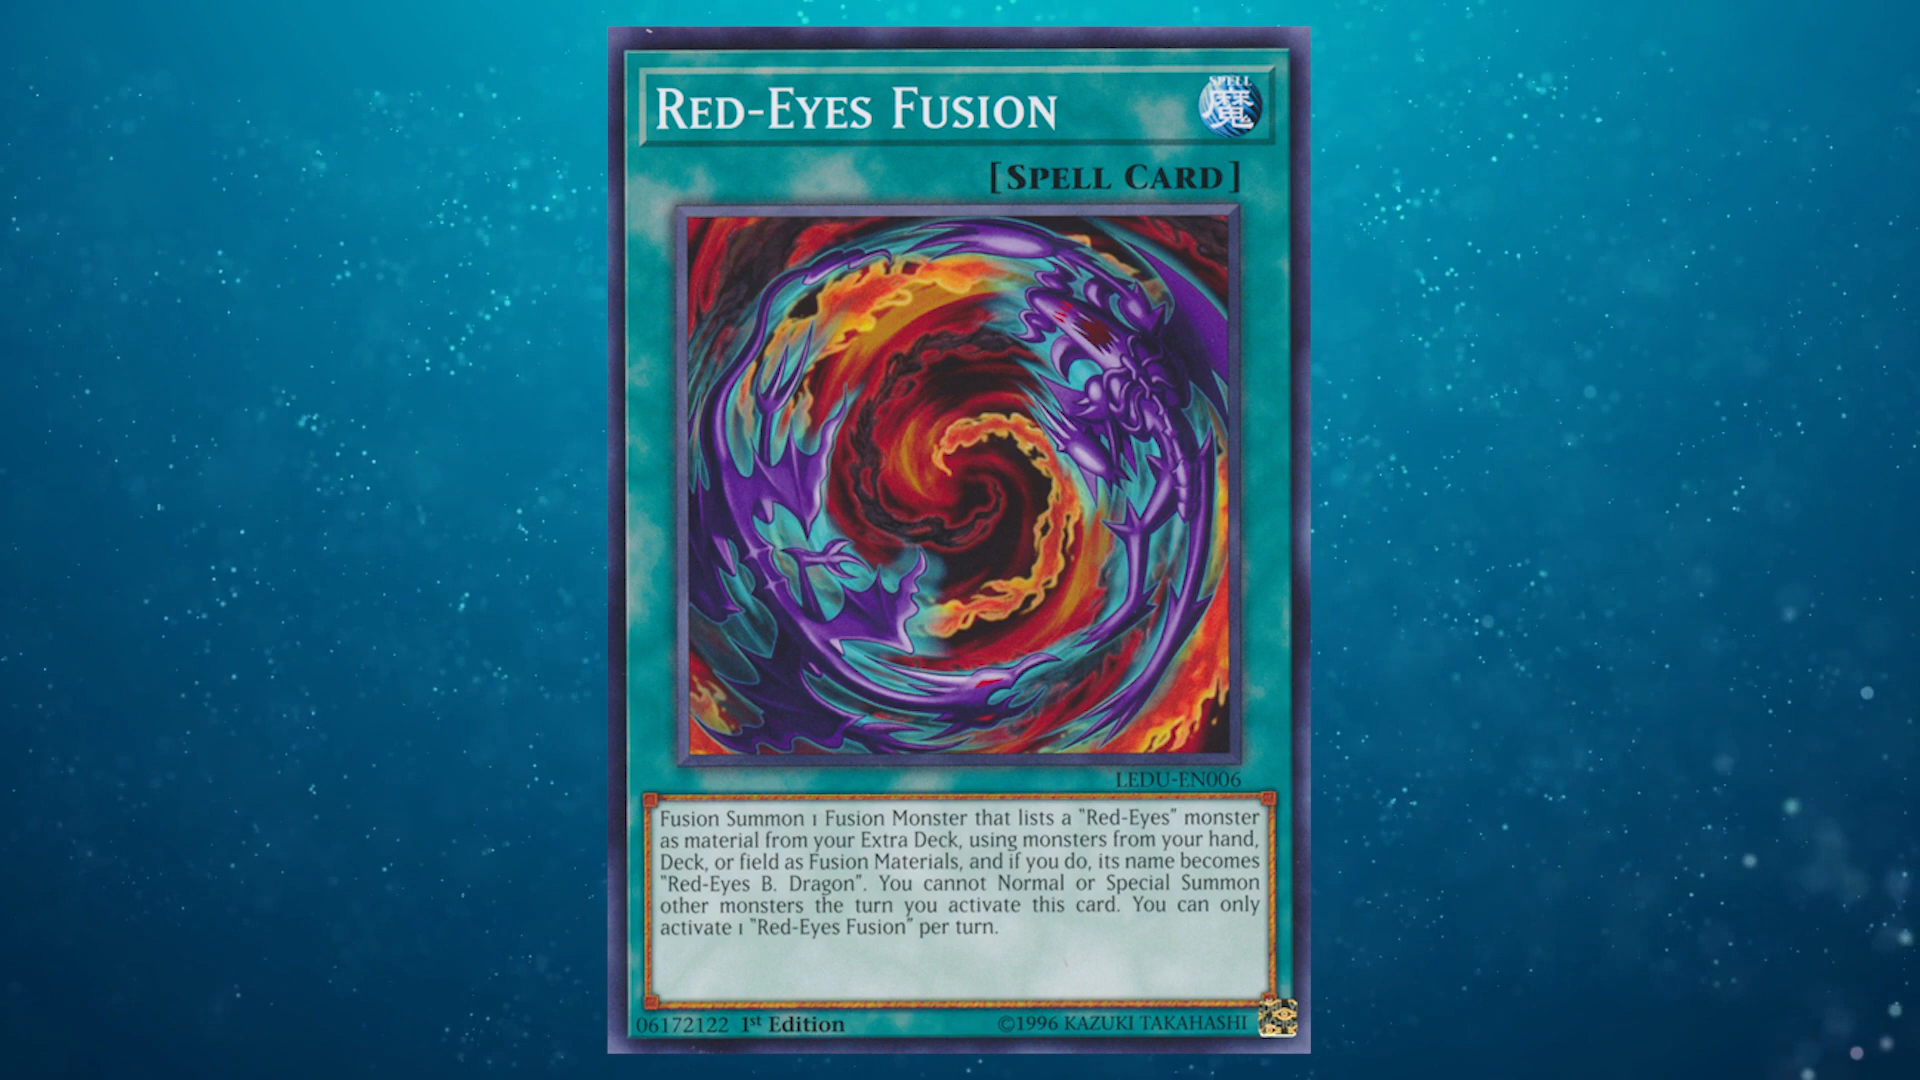 Red-Eyes Fusion
SPELL
魔
[Spell Card]
LEDU-EN006
Fusion Summon 1 Fusion Monster that lists a "Red-Eyes" monster
as material from your Extra Deck, using monsters from your hand,
Deck, or field as Fusion Materials, and if you do, its name becomes
"Red-Eyes B. Dragon". You cannot Normal or Special Summon
other monsters the turn you activate this card. You can only
activate 1 "Red-Eyes Fusion" per turn.
06172122 1st Edition
©1996 KAZUKI TAKAHASHI